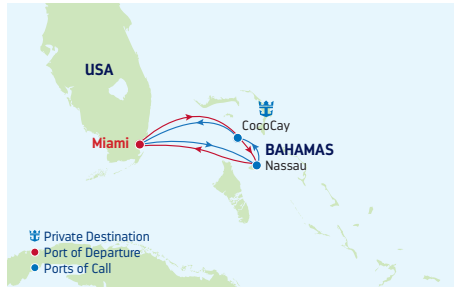 USA
CocoCay
Miami
BAHAMAS
Nassau
Private Destination
Port of Departure
Ports of Call